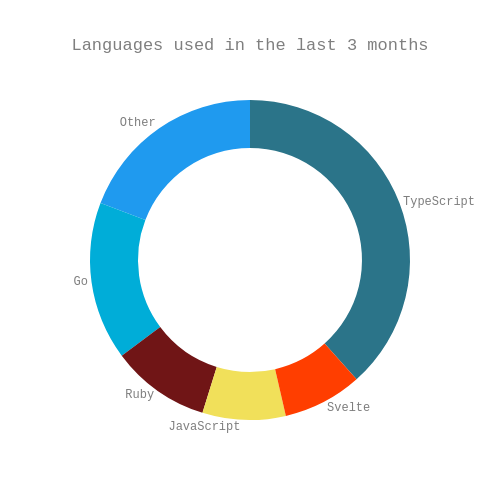 Languages used in the last 3 months
Other
TypeScript
Go
Ruby
Svelte
JavaScript